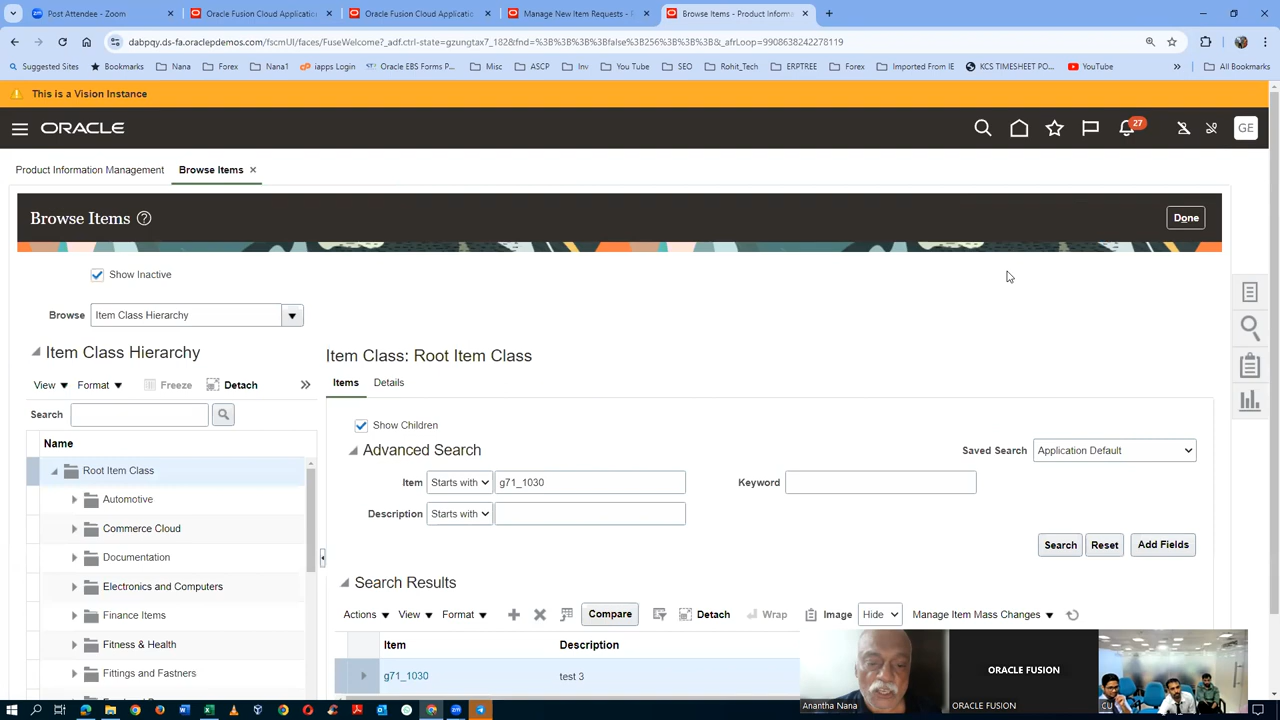 Post Attendee - Zoom
Oracle Fusion Cloud Application
Oracle Fusion Cloud Application
Manage New Item Requests - P
Browse Items - Product Informa
dabpqy.ds-fa.oraclepdemos.com/fscmUI/faces/FuseWelcome?_adf.ctrl-state=gzungtax7_182&fnd=%3B%3B%3B%3Bfalse%3B256%3B%3B%3B&_afrLoop=9908638242278119
Suggested Sites Bookmarks Nana Forex Nana1 iapps Login Oracle EBS Forms P... Misc ASCP Inv You Tube SEO Rohit_Tech ERPTREE Forex Imported From IE KCS TIMESHEET PO... YouTube » All Bookmarks
This is a Vision Instance
ORACLE
27
GE
Product Information Management Browse Items
Browse Items
Done
Show Inactive
Browse Item Class Hierarchy
Item Class Hierarchy
View Format Freeze Detach »
Search
Name
Root Item Class
Automotive
Commerce Cloud
Documentation
Electronics and Computers
Finance Items
Fitness & Health
Fittings and Fastners
Item Class: Root Item Class
Items Details
Show Children
Advanced Search
Saved Search Application Default
Item Starts with g71_1030 Keyword
Description Starts with
Search Reset Add Fields
Search Results
Actions View Format Compare Detach Wrap Image Hide Manage Item Mass Changes
Item Description
g71_1030 test 3
Anantha Nana
ORACLE FUSION
ORACLE FUSION
CU